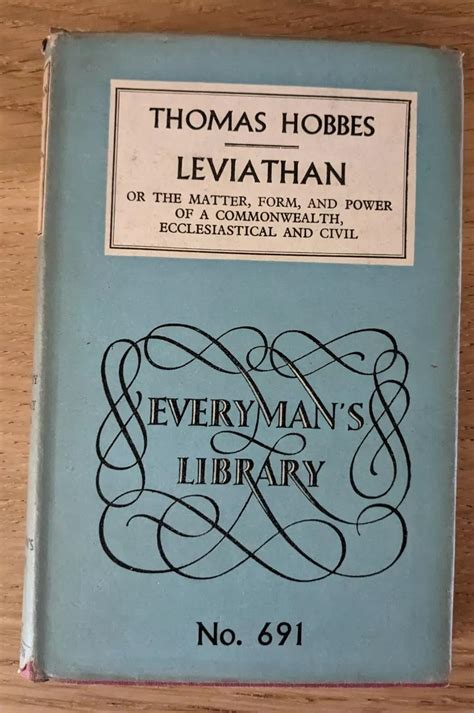 THOMAS HOBBES
LEVIATHAN
OR THE MATTER, FORM, AND POWER
OF A COMMONWEALTH,
ECCLESIASTICAL AND CIVIL
EVERYMAN'S
LIBRARY
No. 691